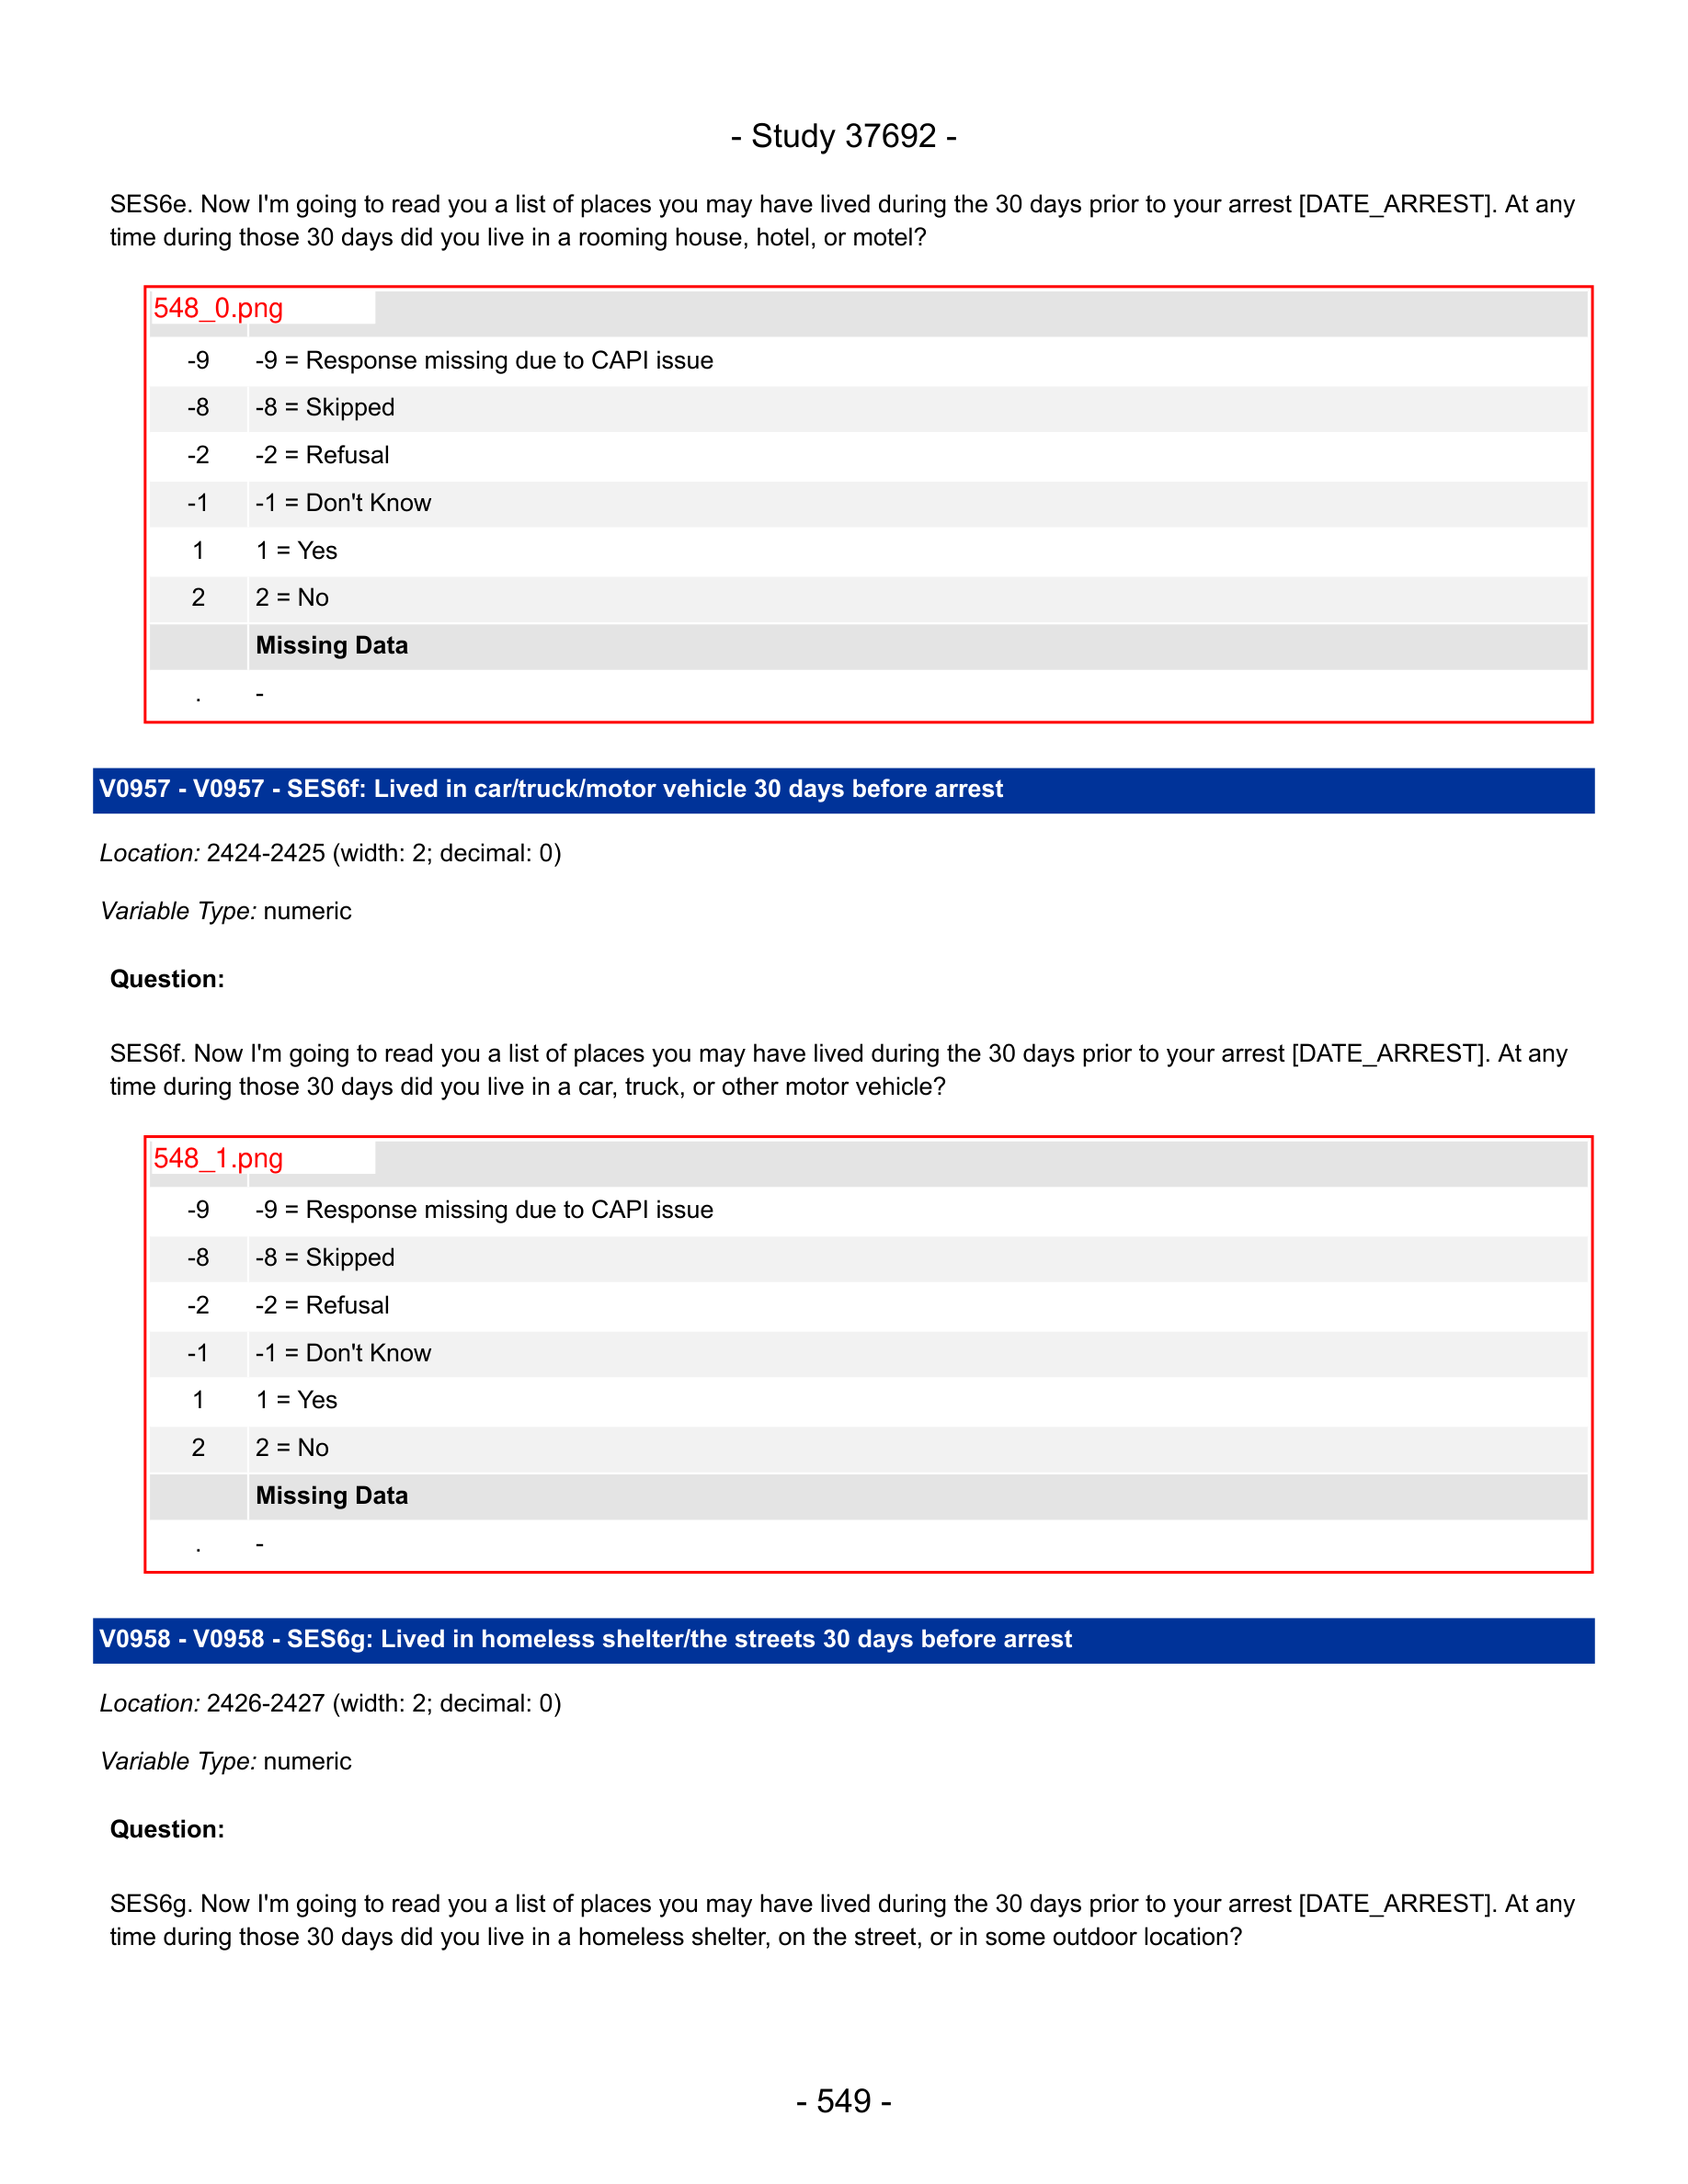 - Study 37692 -
SES6e. Now I'm going to read you a list of places you may have lived during the 30 days prior to your arrest [DATE_ARREST]. At any
time during those 30 days did you live in a rooming house, hotel, or motel?
548_0.png
-9 -9 = Response missing due to CAPI issue
-8 -8 = Skipped
-2 -2 = Refusal
-1 -1 = Don't Know
1 1 = Yes
2 2 = No
Missing Data
. -
V0957 - V0957 - SES6f: Lived in car/truck/motor vehicle 30 days before arrest
Location: 2424-2425 (width: 2; decimal: 0)
Variable Type: numeric
Question:
SES6f. Now I'm going to read you a list of places you may have lived during the 30 days prior to your arrest [DATE_ARREST]. At any
time during those 30 days did you live in a car, truck, or other motor vehicle?
548_1.png
-9 -9 = Response missing due to CAPI issue
-8 -8 = Skipped
-2 -2 = Refusal
-1 -1 = Don't Know
1 1 = Yes
2 2 = No
Missing Data
. -
V0958 - V0958 - SES6g: Lived in homeless shelter/the streets 30 days before arrest
Location: 2426-2427 (width: 2; decimal: 0)
Variable Type: numeric
Question:
SES6g. Now I'm going to read you a list of places you may have lived during the 30 days prior to your arrest [DATE_ARREST]. At any
time during those 30 days did you live in a homeless shelter, on the street, or in some outdoor location?
- 549 -